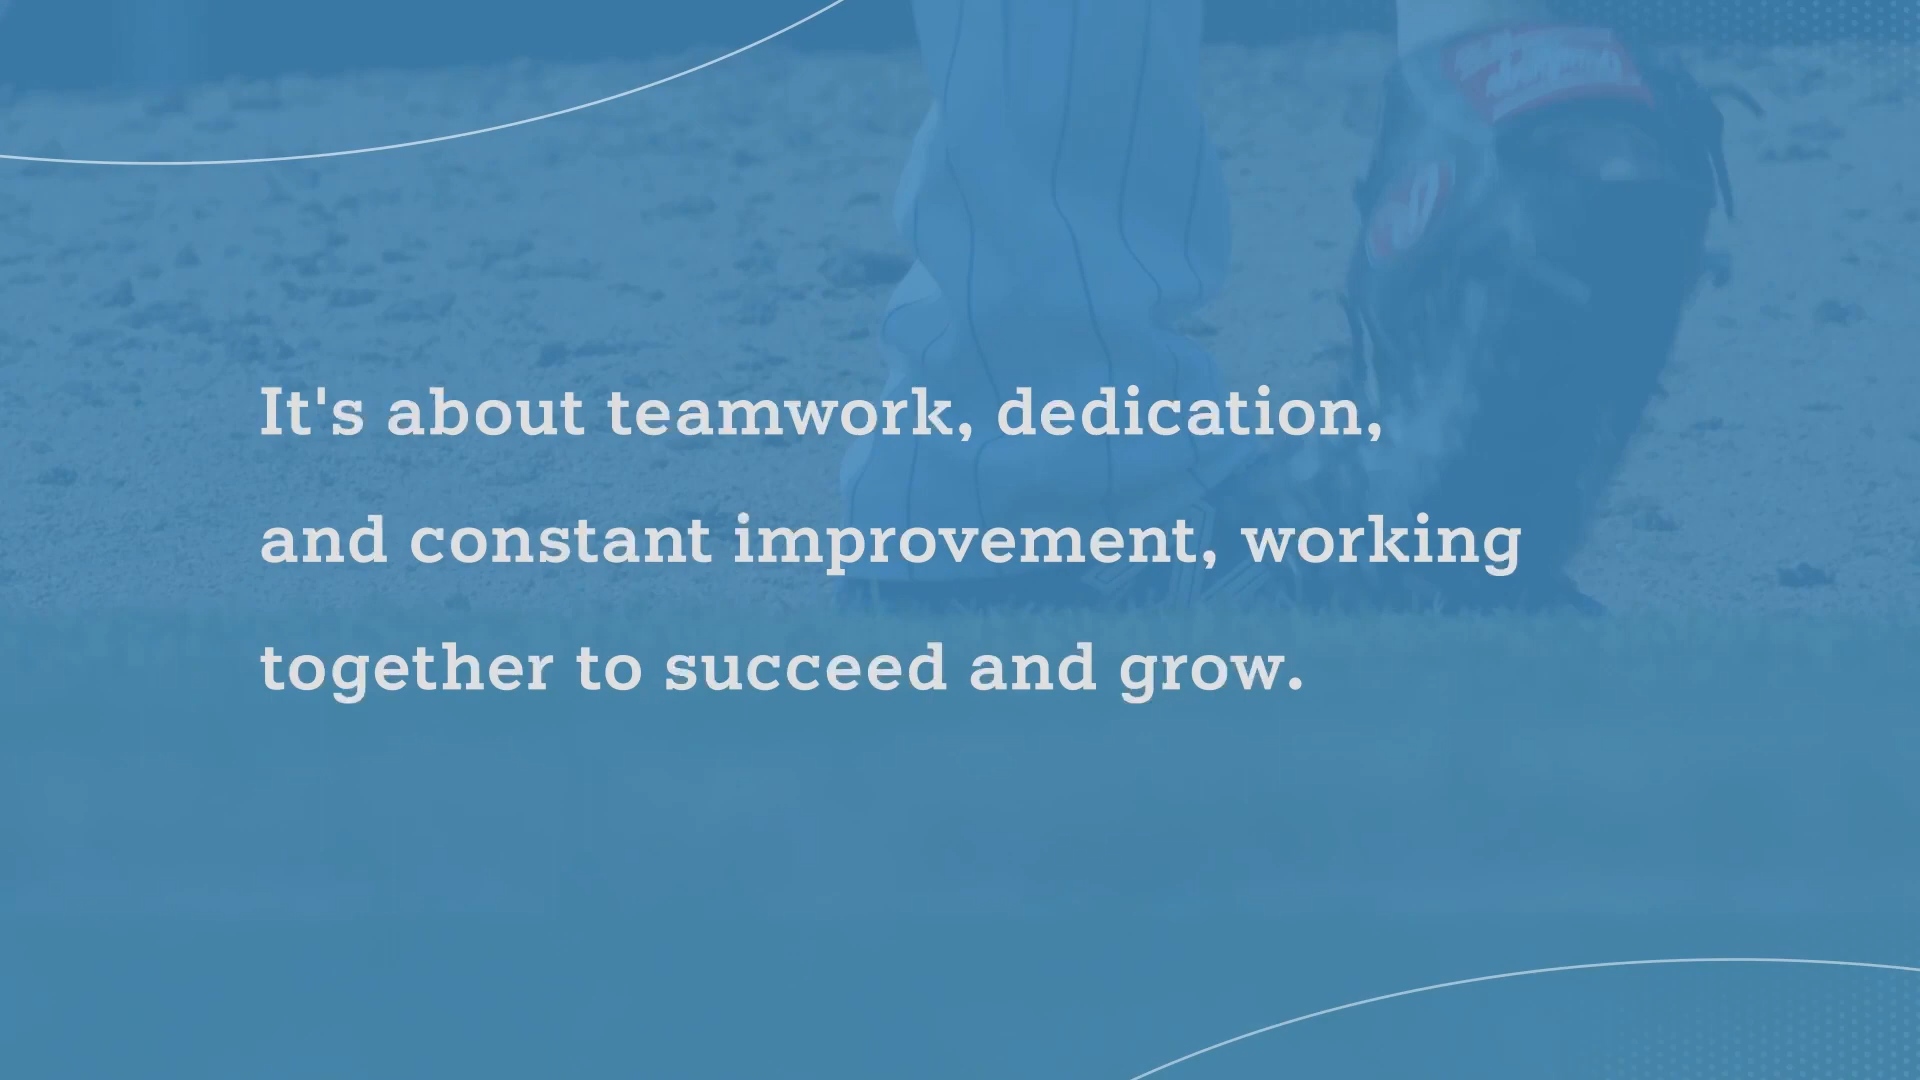 It's about teamwork, dedication,
and constant improvement, working
together to succeed and grow.